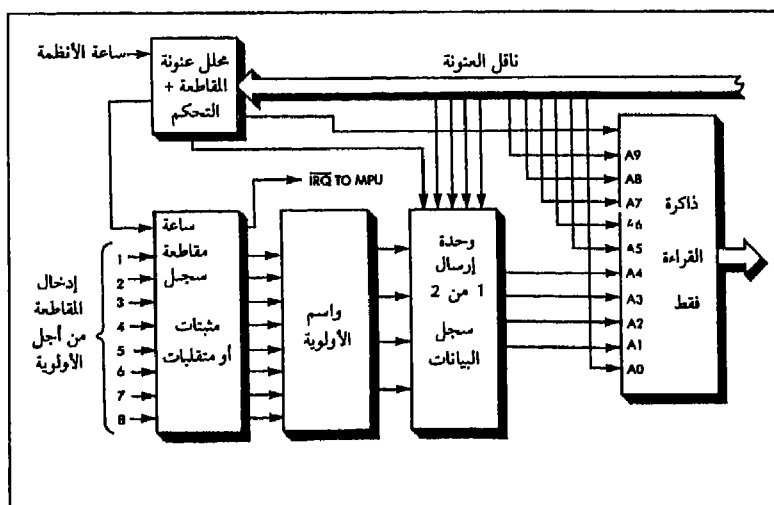 ساعة الأنظمة
محلل عنونة
المقاطعة +
التحكم
ناقل العنونة
IRQ TO MPU
ساعة
مقاطعة
سجل
مثبتات
أو متقلبات
إدخال
المقاطعة
من أجل
الأولوية
1
2
3
4
5
6
7
8
واسم
الأولوية
وحدة
إرسال
1 من 2
سجل
البيانات
A9
A8
A7
A6
A5
A4
A3
A2
A1
A0
ذاكرة
القراءة
فقط